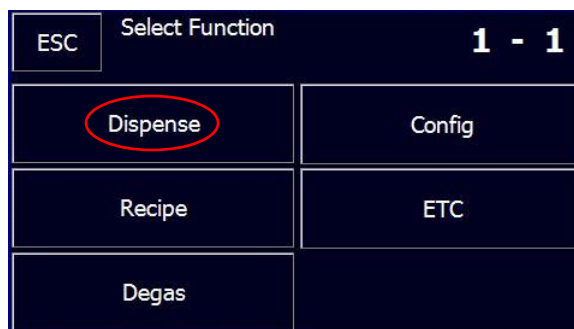 ESC
Select Function
1 - 1
Dispense
Config
Recipe
ETC
Degas